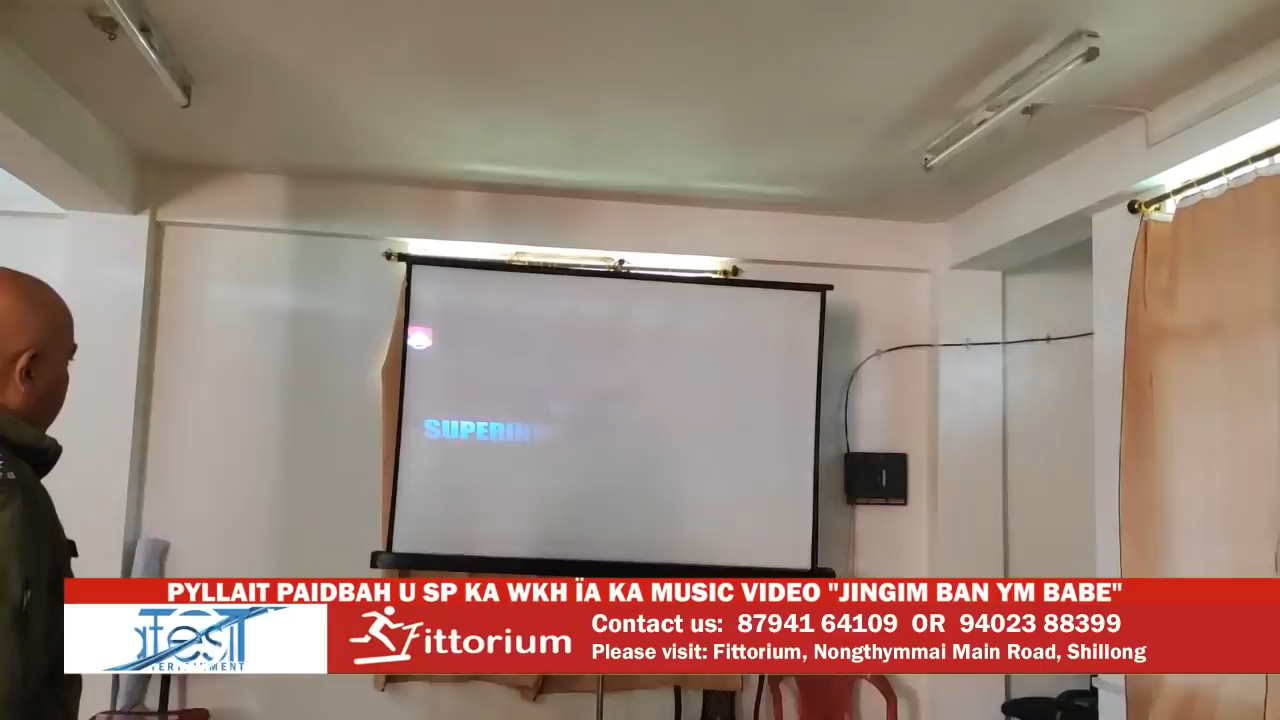 SUPERIN
PYLLAIT PAIDBAH U SP KA WKH ÏA KA MUSIC VIDEO "JINGIM BAN YM BABE"
Fittorium
Contact us: 87941 64109 OR 94023 88399
Please visit: Fittorium, Nongthymmai Main Road, Shillong